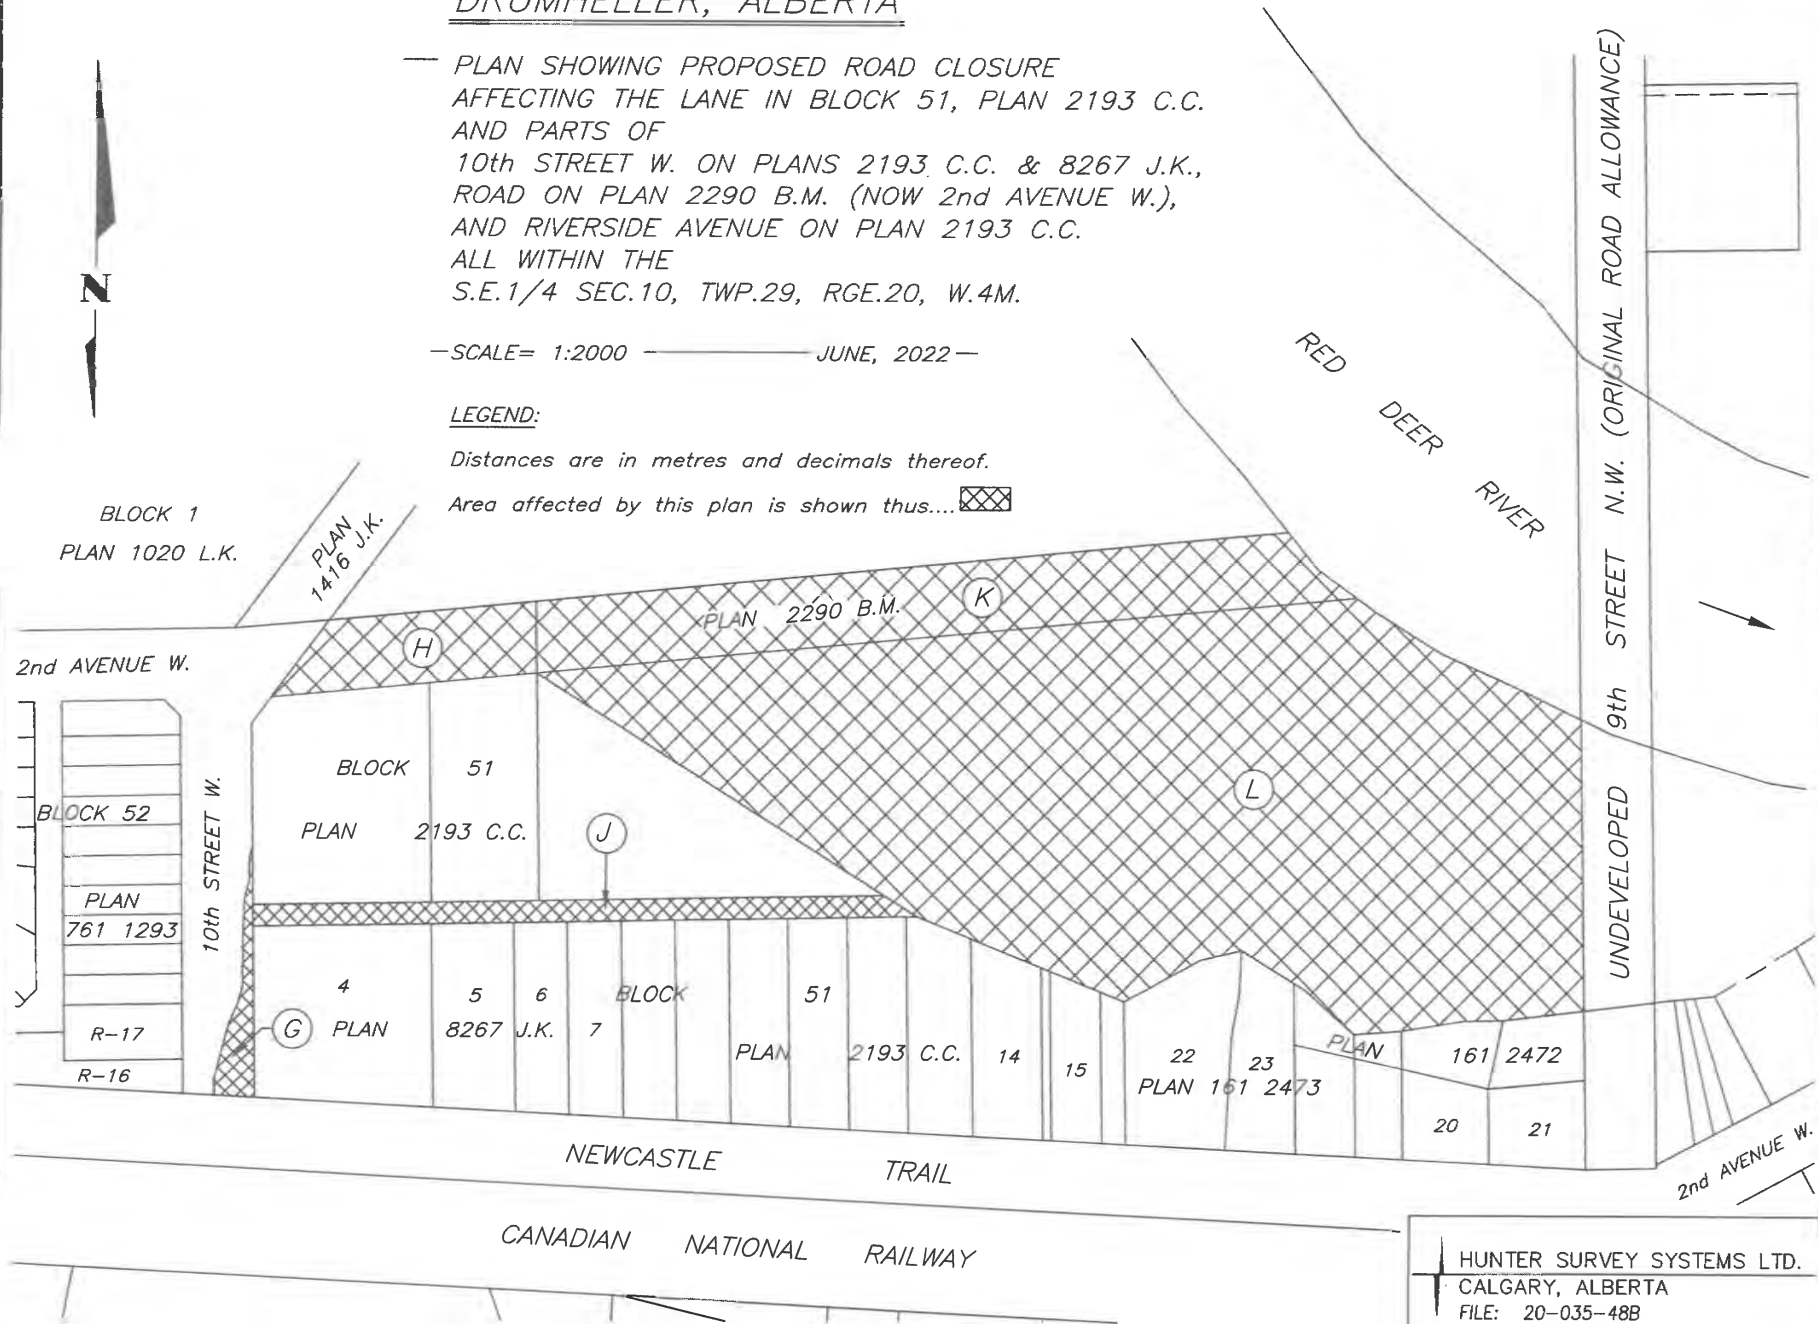 DRUMHELLER, ALBERTA
PLAN SHOWING PROPOSED ROAD CLOSURE
AFFECTING THE LANE IN BLOCK 51, PLAN 2193 C.C.
AND PARTS OF
10th STREET W. ON PLANS 2193 C.C. & 8267 J.K.,
ROAD ON PLAN 2290 B.M. (NOW 2nd AVENUE W.),
AND RIVERSIDE AVENUE ON PLAN 2193 C.C.
ALL WITHIN THE
S.E.1/4 SEC.10, TWP.29, RGE.20, W.4M.
SCALE= 1:2000
JUNE, 2022
LEGEND:
Distances are in metres and decimals thereof.
Area affected by this plan is shown thus....
N
RED DEER RIVER
UNDEVELOPED 9th STREET N.W. (ORIGINAL ROAD ALLOWANCE)
BLOCK 1
PLAN 1020 L.K.
PLAN
1416 J.K.
H
PLAN 2290 B.M.
K
2nd AVENUE W.
BLOCK 51
PLAN 2193 C.C.
J
L
BLOCK 52
PLAN
761 1293
10th STREET W.
R-17
R-16
G
4
PLAN
5
8267
6
J.K.
7
BLOCK 51
PLAN 2193 C.C.
14
15
22
23
PLAN 161 2473
PLAN 161 2472
20
21
NEWCASTLE TRAIL
2nd AVENUE W.
CANADIAN NATIONAL RAILWAY
HUNTER SURVEY SYSTEMS LTD.
CALGARY, ALBERTA
FILE: 20-035-48B